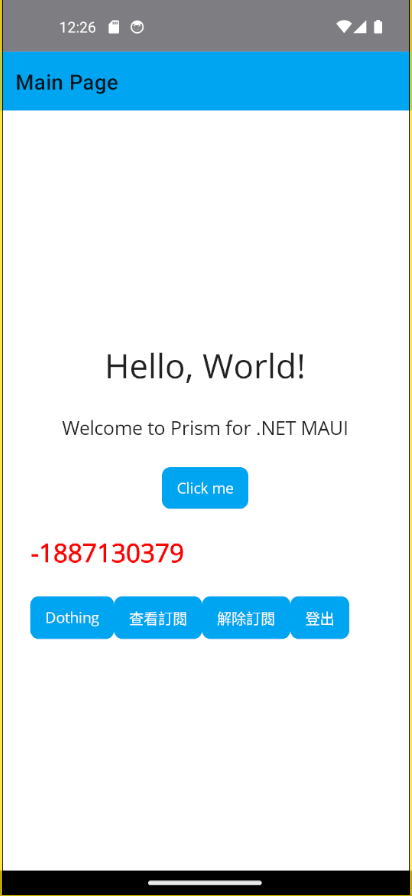 12:26
Main Page
Hello, World!
Welcome to Prism for .NET MAUI
Click me
-1887130379
Dothing 查看訂閱 解除訂閱 登出